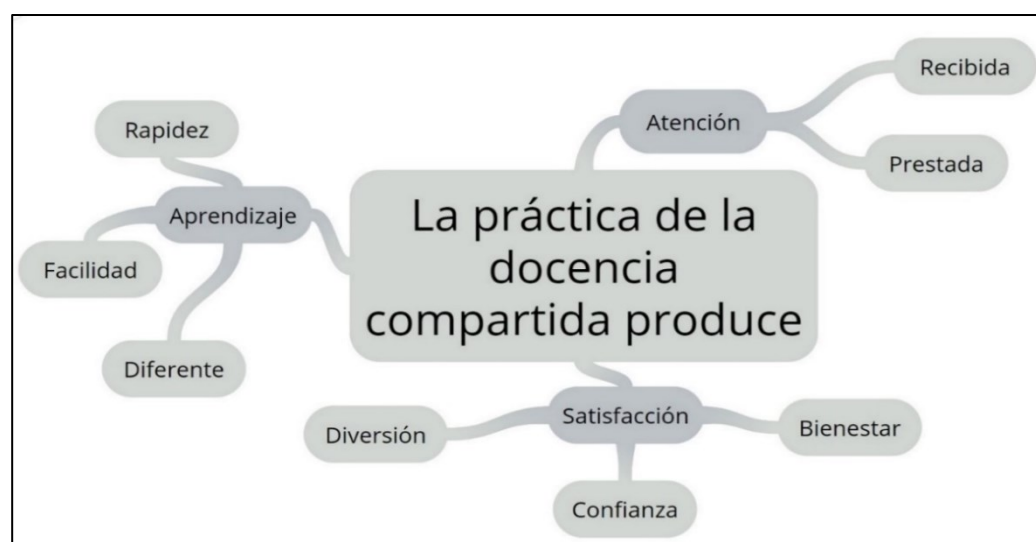 Recibida
Atención
Rapidez
Prestada
La práctica de la
docencia
compartida produce
Aprendizaje
Facilidad
Diferente
Satisfacción
Diversión
Bienestar
Confianza